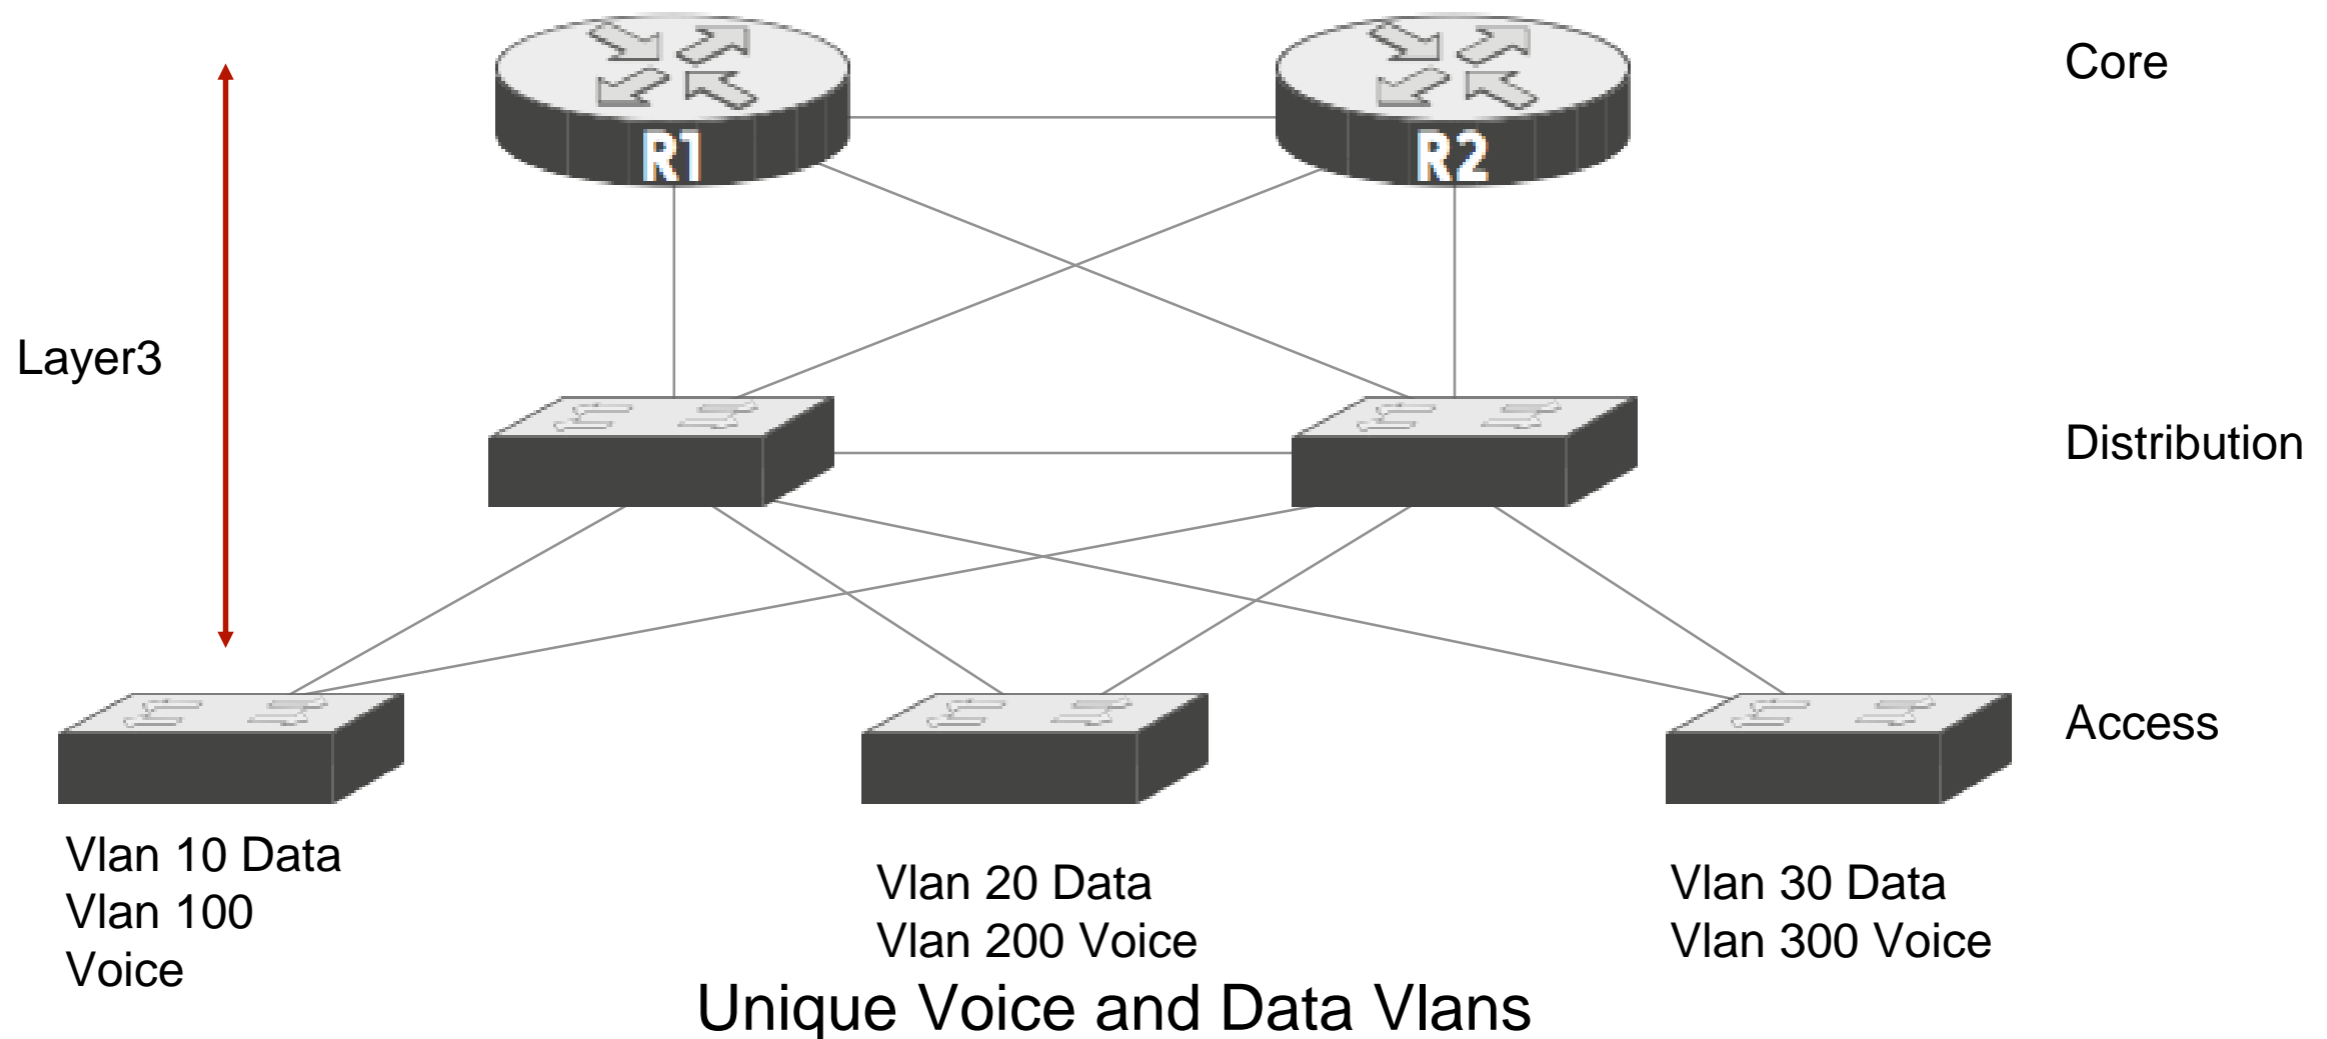 Core
R1
R2
Layer3
Distribution
Access
Vlan 10 Data
Vlan 100
Voice
Vlan 20 Data
Vlan 200 Voice
Vlan 30 Data
Vlan 300 Voice
Unique Voice and Data Vlans